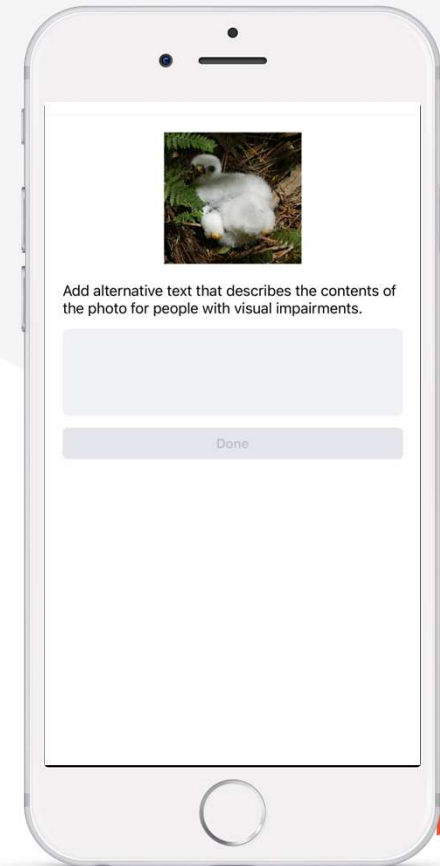 Add alternative text that describes the contents of
the photo for people with visual impairments.
Done